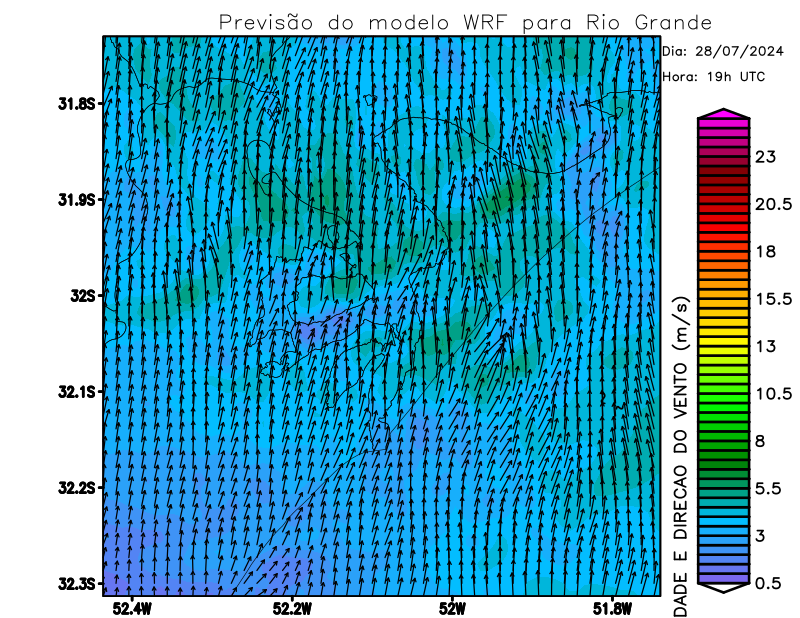 Previsão do modelo WRF para Rio Grande
Dia: 28/07/2024
Hora: 19h UTC
31.8S
31.9S
32S
32.1S
32.2S
32.3S
52.4W
52.2W
52W
51.8W
DADE E DIRECAO DO VENTO (m/s)
23
20.5
18
15.5
13
10.5
8
5.5
3
0.5